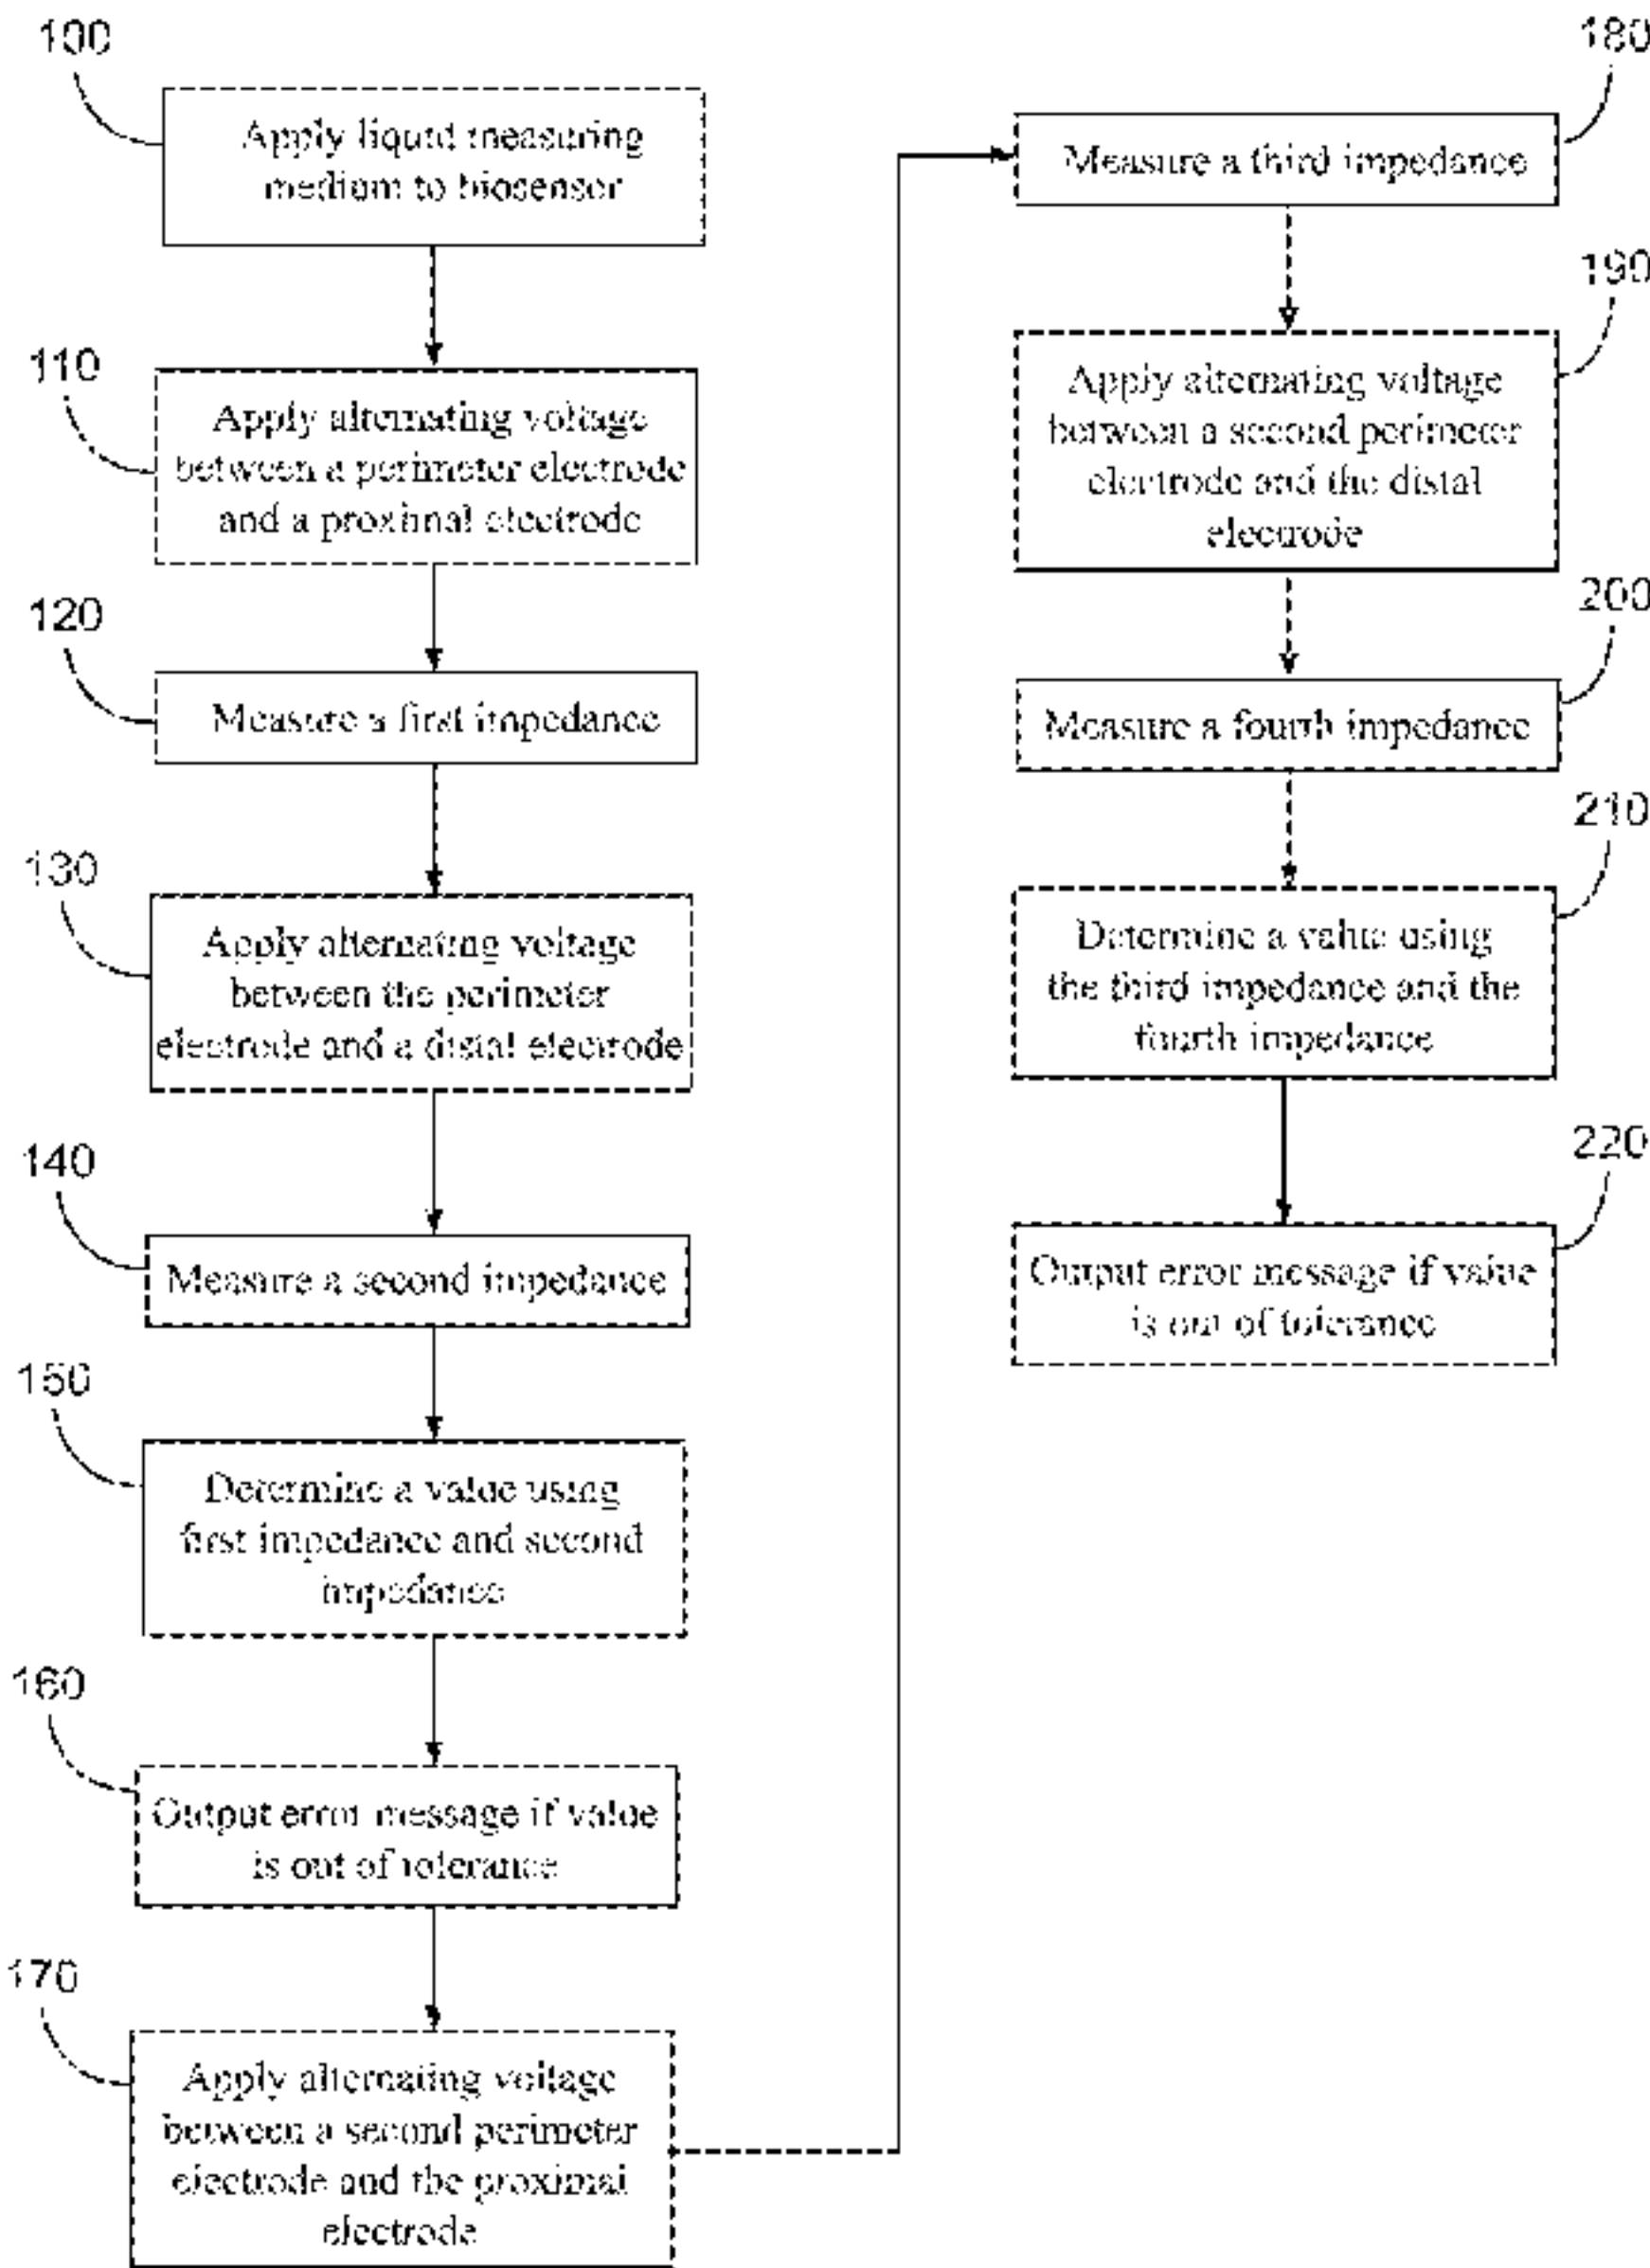 100
Apply liquid measuring
medium to biosensor
110
Apply alternating voltage
between a perimeter electrode
and a proximal electrode
120
Measure a first impedance
130
Apply alternating voltage
between the perimeter
electrode and a distal electrode
140
Measure a second impedance
150
Determine a value using
first impedance and second
impedance
160
Output error message if value
is out of tolerance
170
Apply alternating voltage
between a second perimeter
electrode and the proximal
electrode
180
Measure a third impedance
190
Apply alternating voltage
between a second perimeter
electrode and the distal
electrode
200
Measure a fourth impedance
210
Determine a value using
the third impedance and the
fourth impedance
220
Output error message if value
is out of tolerance